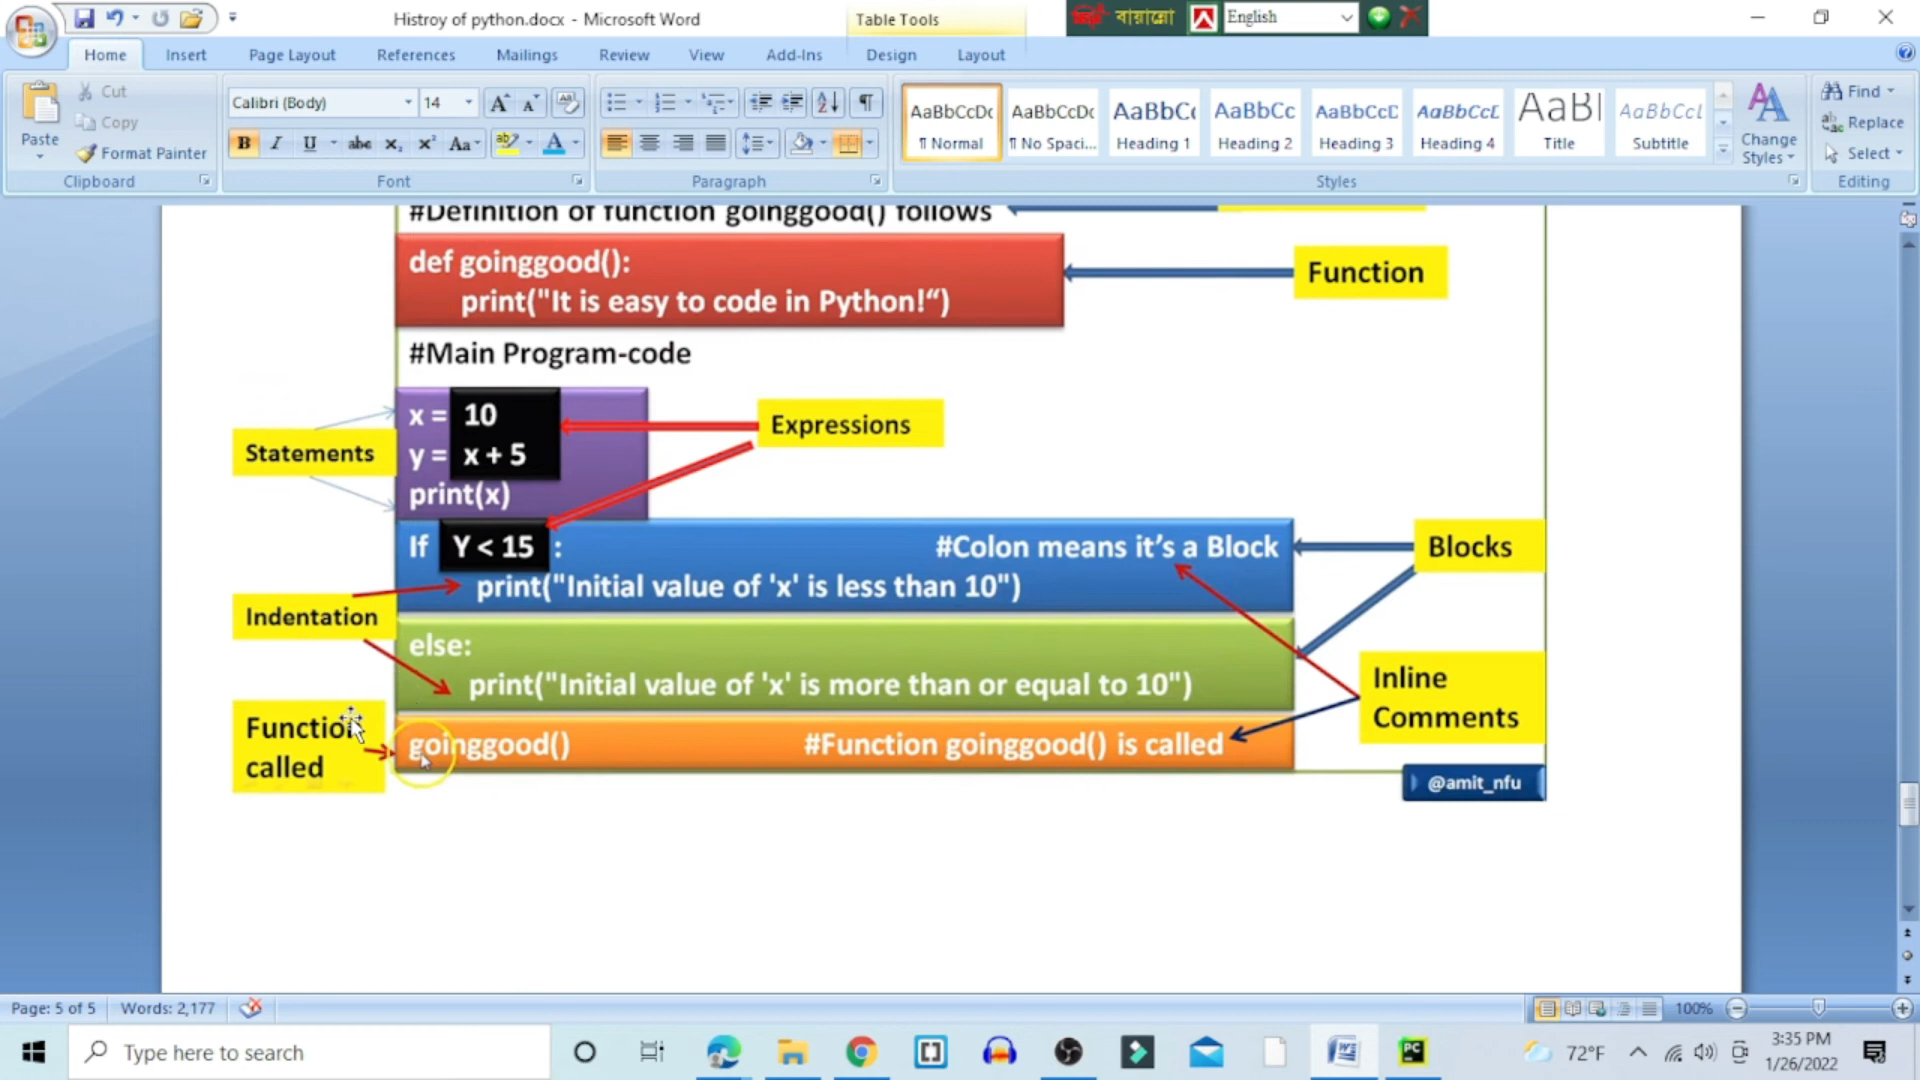 Histroy of python.docx - Microsoft Word
Table Tools
বায়ান্নো
English
Home
Insert
Page Layout
References
Mailings
Review
View
Add-Ins
Design
Layout
Paste
Cut
Copy
Format Painter
Clipboard
Calibri (Body)
14
Font
Paragraph
AaBbCcDc
¶ Normal
AaBbCcDc
¶ No Spaci...
AaBbC
Heading 1
AaBbCc
Heading 2
AaBbCcD
Heading 3
AaBbCcL
Heading 4
AaB
Title
AaBbCcL
Subtitle
Change
Styles
Styles
Find
Replace
Select
Editing
#Definition of function goinggood() follows
def goinggood():
print("It is easy to code in Python!“)
Function
#Main Program-code
x = 10
y = x + 5
print(x)
Statements
Expressions
If Y < 15 : #Colon means it’s a Block
print("Initial value of 'x' is less than 10")
Blocks
Indentation
else:
print("Initial value of 'x' is more than or equal to 10")
Inline
Comments
Function
called
goinggood() #Function goinggood() is called
@amit_nfu
Page: 5 of 5
Words: 2,177
100%
Type here to search
72°F
3:35 PM
1/26/2022